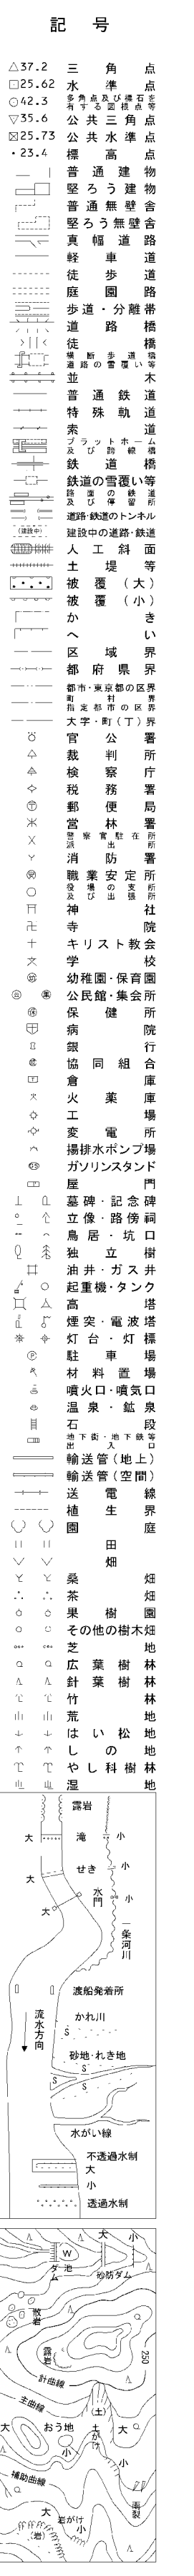 記号
△37.2 三角点
□25.62 水準点
⊙42.3 多角点及び標石を有する図根点等
▽35.6 公共三角点
⊠25.73 公共水準点
・23.4 標高点
普通建物
堅ろう建物
普通無壁舎
堅ろう無壁舎
真幅道路
軽車道
徒歩道
庭園路
歩道・分離帯
道路橋
徒橋
横断歩道橋
道路の雪覆い等
並木
普通鉄道
特殊軌道
索道
プラットホーム
及び跨線橋
鉄道橋
鉄道の雪覆い等
路面の鉄道
及び停留所
道路・鉄道のトンネル
(建設中) 建設中の道路・鉄道
人工斜面
土堤等
被覆(大)
被覆(小)
かき
へい
区域界
都府県界
都市・東京都の区界
町村界
指定都市の区界
大字・町(丁)界
官公署
裁判所
検察庁
税務署
郵便局
営林署
警察官駐在所
派出所
消防署
職業安定所
役場の支所
及び出張所
神社
寺院
キリスト教会
学校
幼稚園・保育園
公民館・集会所
保健所
病院
銀行
協同組合
倉庫
火薬庫
工場
変電所
揚排水ポンプ場
ガソリンスタンド
屋門
墓碑・記念碑
立像・路傍祠
鳥居・坑口
独立樹
油井・ガス井
起重機・タンク
高塔
煙突・電波塔
灯台・灯標
駐車場
材料置場
噴火口・噴気口
温泉・鉱泉
石段
地下街・地下鉄等
出入口
輸送管(地上)
輸送管(空間)
送電線
植生界
園庭
田
畑
桑畑
茶畑
果樹園
その他の樹木畑
芝地
広葉樹林
針葉樹林
竹林
荒地
はい松地
しの地
やし科樹林
湿地
露岩
大 滝 小
せき 小
大
水門 小
大
一条河川
渡船発着所
流水方向
かれ川
砂地・れき地
水がい線
不透過水制
大
小
透過水制
大 小
W
ダム 池 砂防ダム
散岩
露岩
250
計曲線
主曲線
(土)
大 おう地 土がけ 大
小
小
補助曲線
雨裂
大 岩がけ 小
(岩)